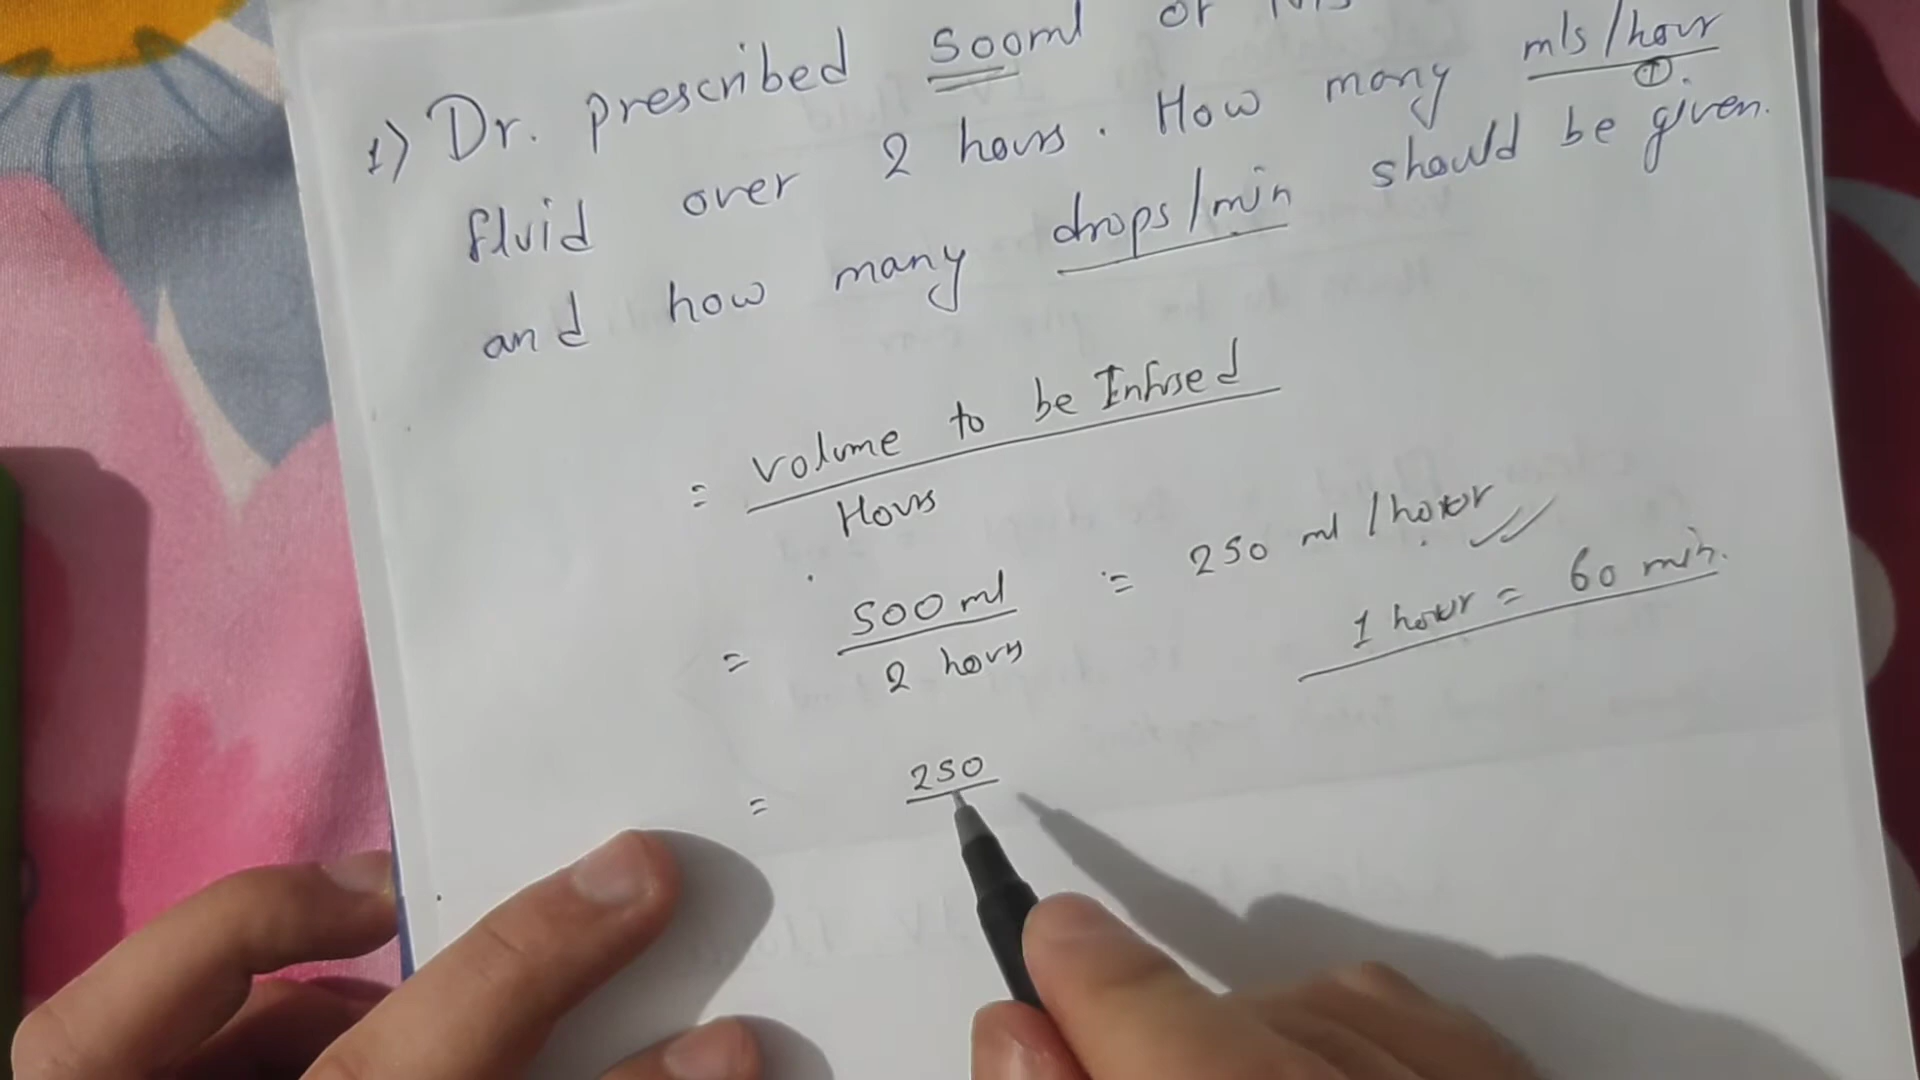 1) Dr. prescribed 500ml of
fluid over 2 hours. How many mls/hour
and how many drops/min should be given.
= volume to be Infused
Hours
= 500 ml = 250 ml /hour
2 hours
1 hour = 60 min.
= 250